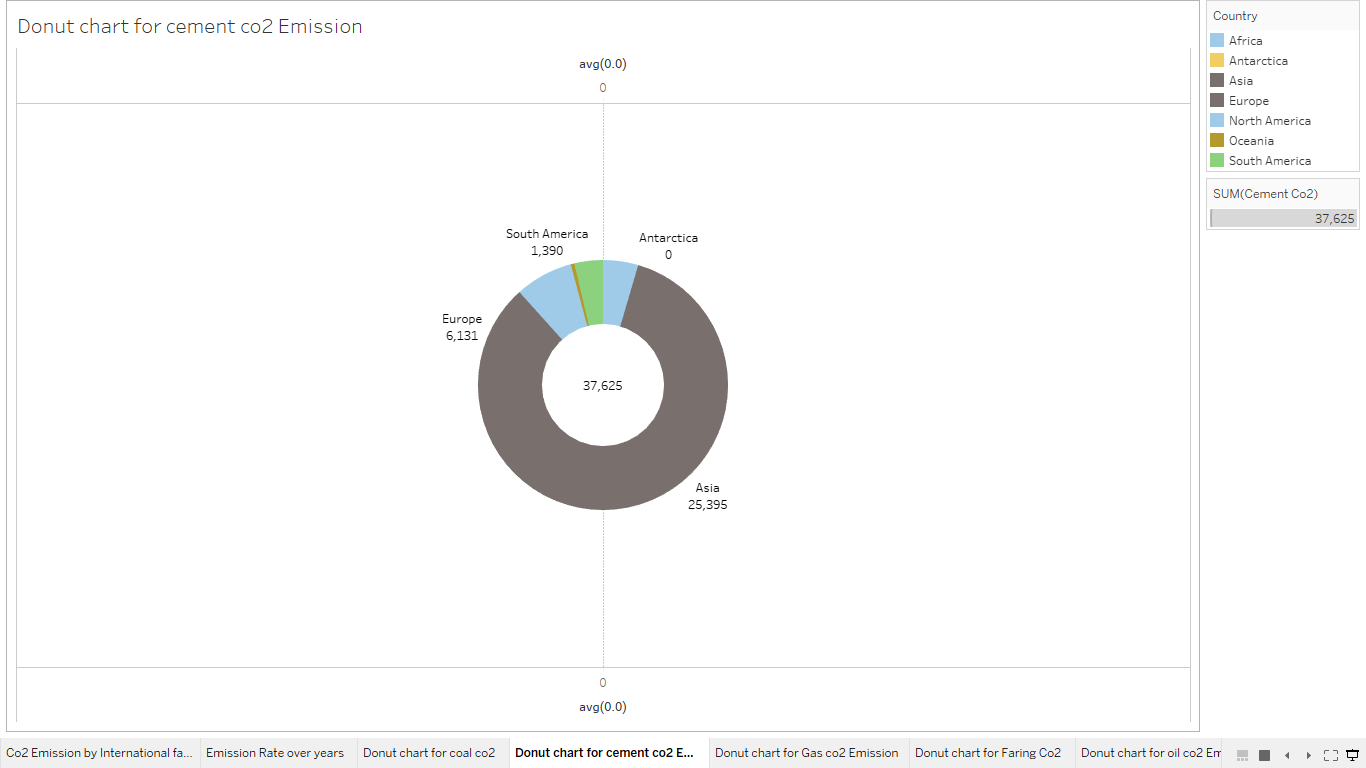 Donut chart for cement co2 Emission
avg(0.0)
0
South America
1,390
Antarctica
0
Europe
6,131
37,625
Asia
25,395
0
avg(0.0)
Country
Africa
Antarctica
Asia
Europe
North America
Oceania
South America
SUM(Cement Co2)
37,625
Co2 Emission by International fa...
Emission Rate over years
Donut chart for coal co2
Donut chart for cement co2 E...
Donut chart for Gas co2 Emission
Donut chart for Faring Co2
Donut chart for oil co2 Em